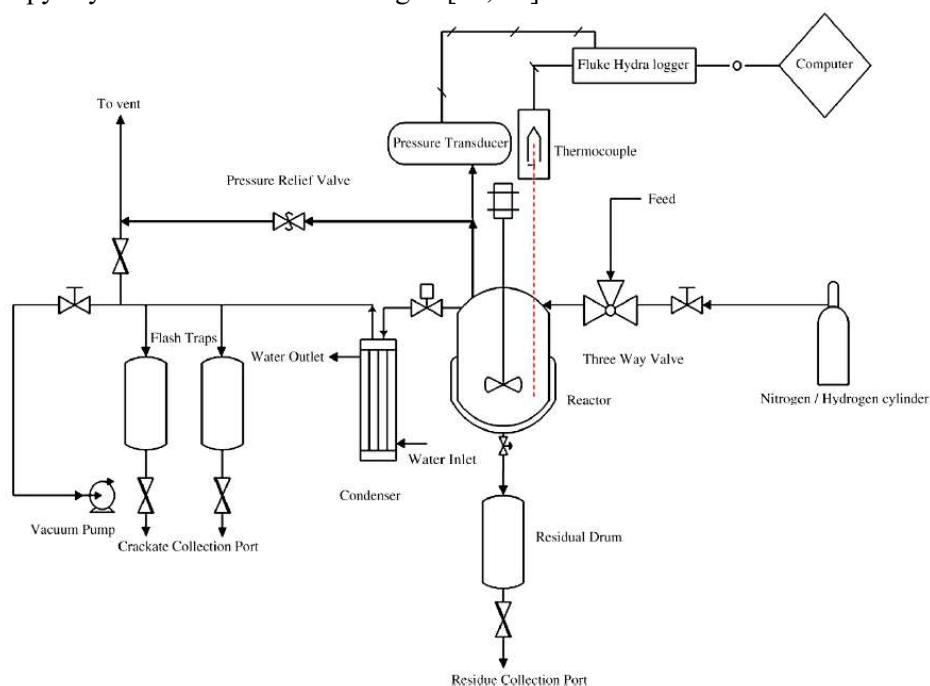 Fluke Hydra logger
Computer
To vent
Pressure Transducer
Thermocouple
Pressure Relief Valve
Feed
Flash Traps
Water Outlet
Three Way Valve
Reactor
Nitrogen / Hydrogen cylinder
Water Inlet
Condenser
Vacuum Pump
Residual Drum
Crackate Collection Port
Residue Collection Port